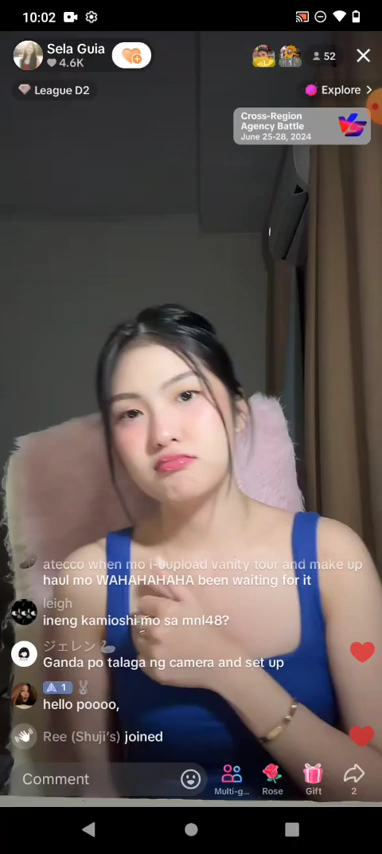 10:02
Sela Guia
4.6K
52
League D2
Explore >
Cross-Region
Agency Battle
June 25-28, 2024
atecco when mo i-uupload vanity tour and make up
haul mo WAHAHAHAHA been waiting for it
leigh
ineng kamioshi mo sa mnl48?
ジェレン 🦢
Ganda po talaga ng camera and set up
1 🐰
hello poooo,
Ree (Shuji's) joined
Comment
Multi-g...
Rose
Gift
2